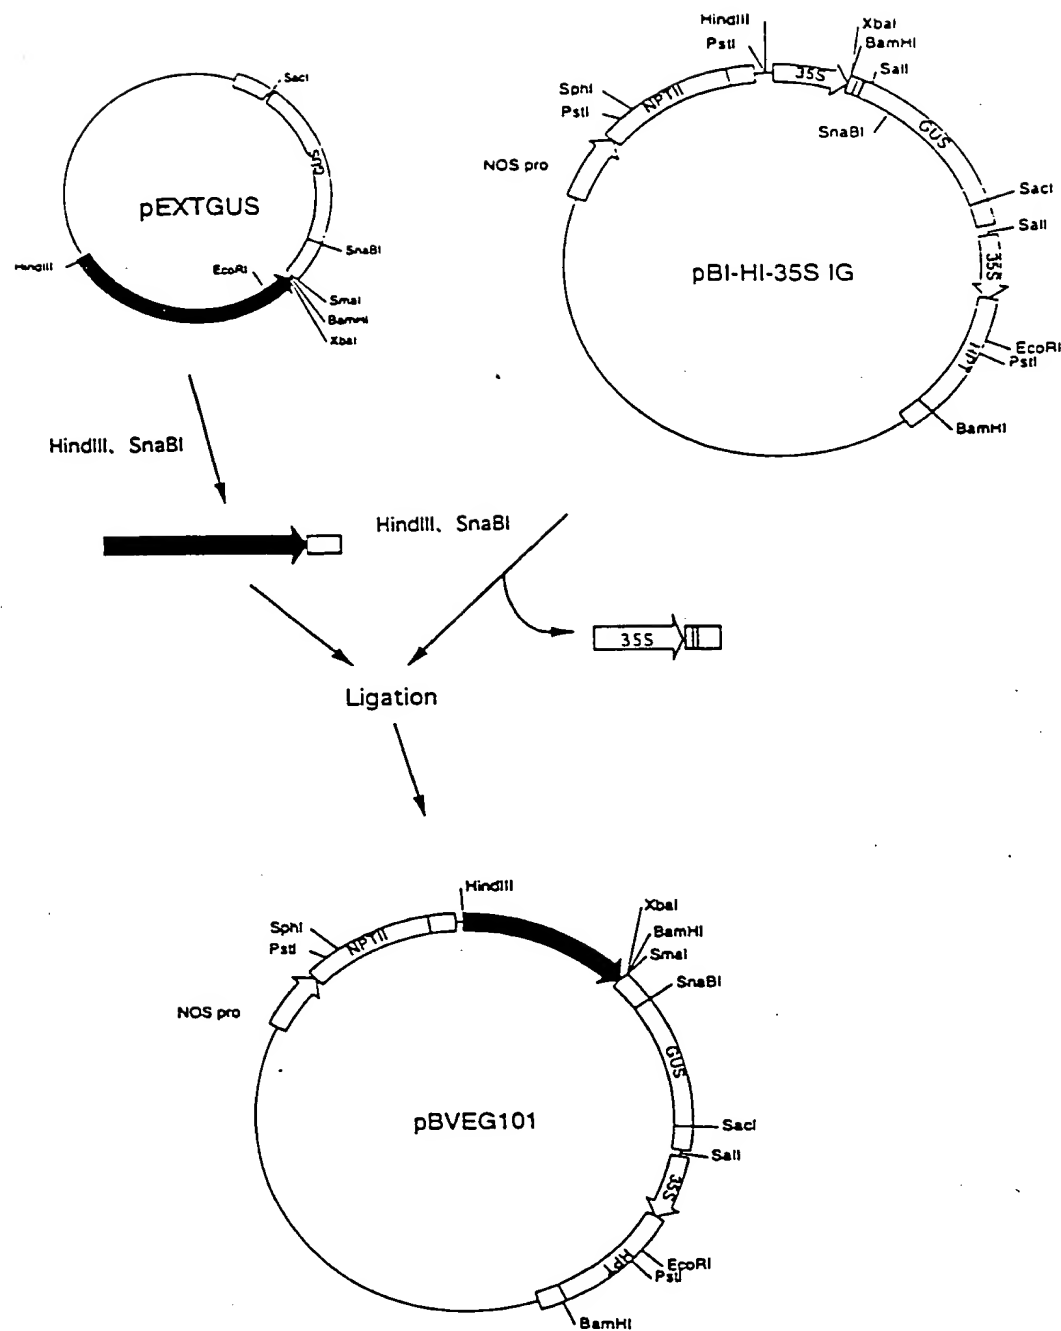 SacI
GUS
pEXTGUS
SnaBI
HindIII
EcoRI
SmaI
BamHI
XbaI
HindIII
PstI
XbaI
BamHI
SalI
35S
SphI
PstI
NPTII
SnaBI
GUS
NOS pro
SacI
SalI
35S
pBI-HI-35S IG
EcoRI
PstI
HPT
BamHI
HindIII、SnaBI
HindIII、SnaBI
35S
Ligation
HindIII
XbaI
BamHI
SmaI
SnaBI
SphI
PstI
NPTII
NOS pro
GUS
pBVEG101
SacI
SalI
35S
HPT
EcoRI
PstI
BamHI